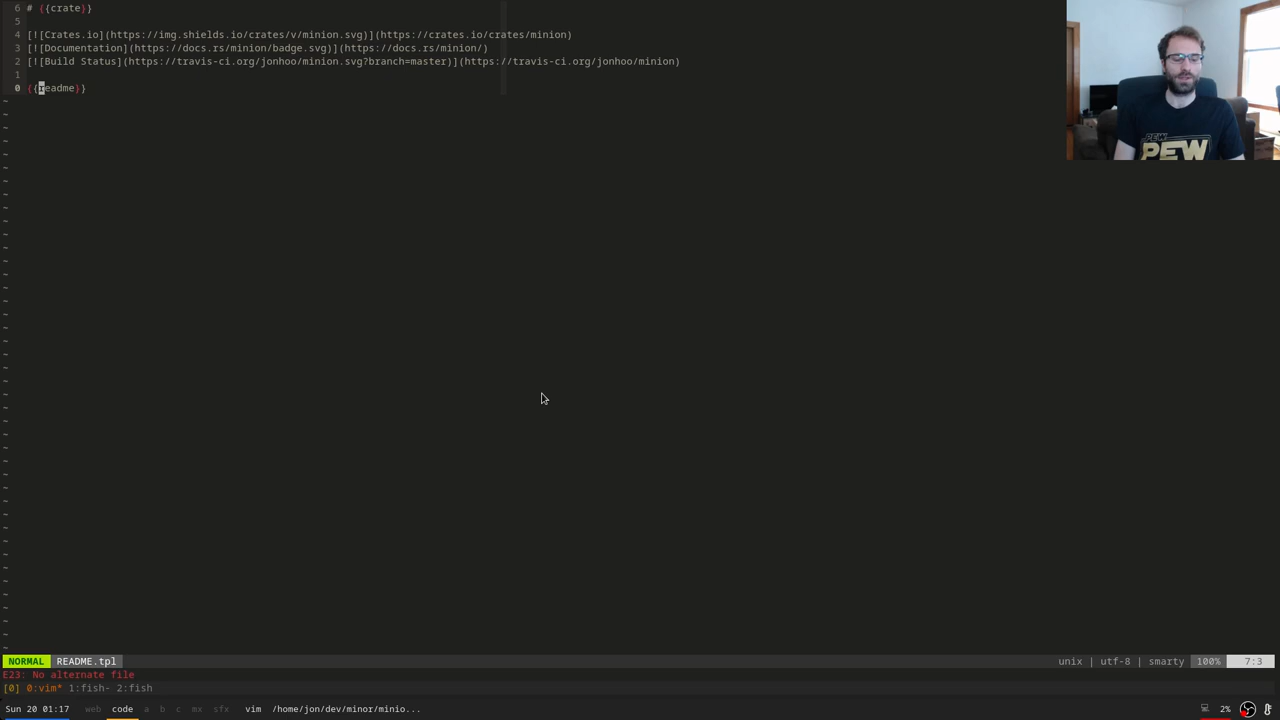 6 # {{crate}}
5
4 [![Crates.io](https://img.shields.io/crates/v/minion.svg)](https://crates.io/crates/minion)
3 [![Documentation](https://docs.rs/minion/badge.svg)](https://docs.rs/minion/)
2 [![Build Status](https://travis-ci.org/jonhoo/minion.svg?branch=master)](https://travis-ci.org/jonhoo/minion)
1
0 {{readme}}
PEW
PEW
NORMAL README.tpl unix | utf-8 | smarty 100% 7:3
E23: No alternate file
[0] 0:vim* 1:fish- 2:fish
Sun 20 01:17 web code a b c mx sfx vim /home/jon/dev/minor/minio... 2%